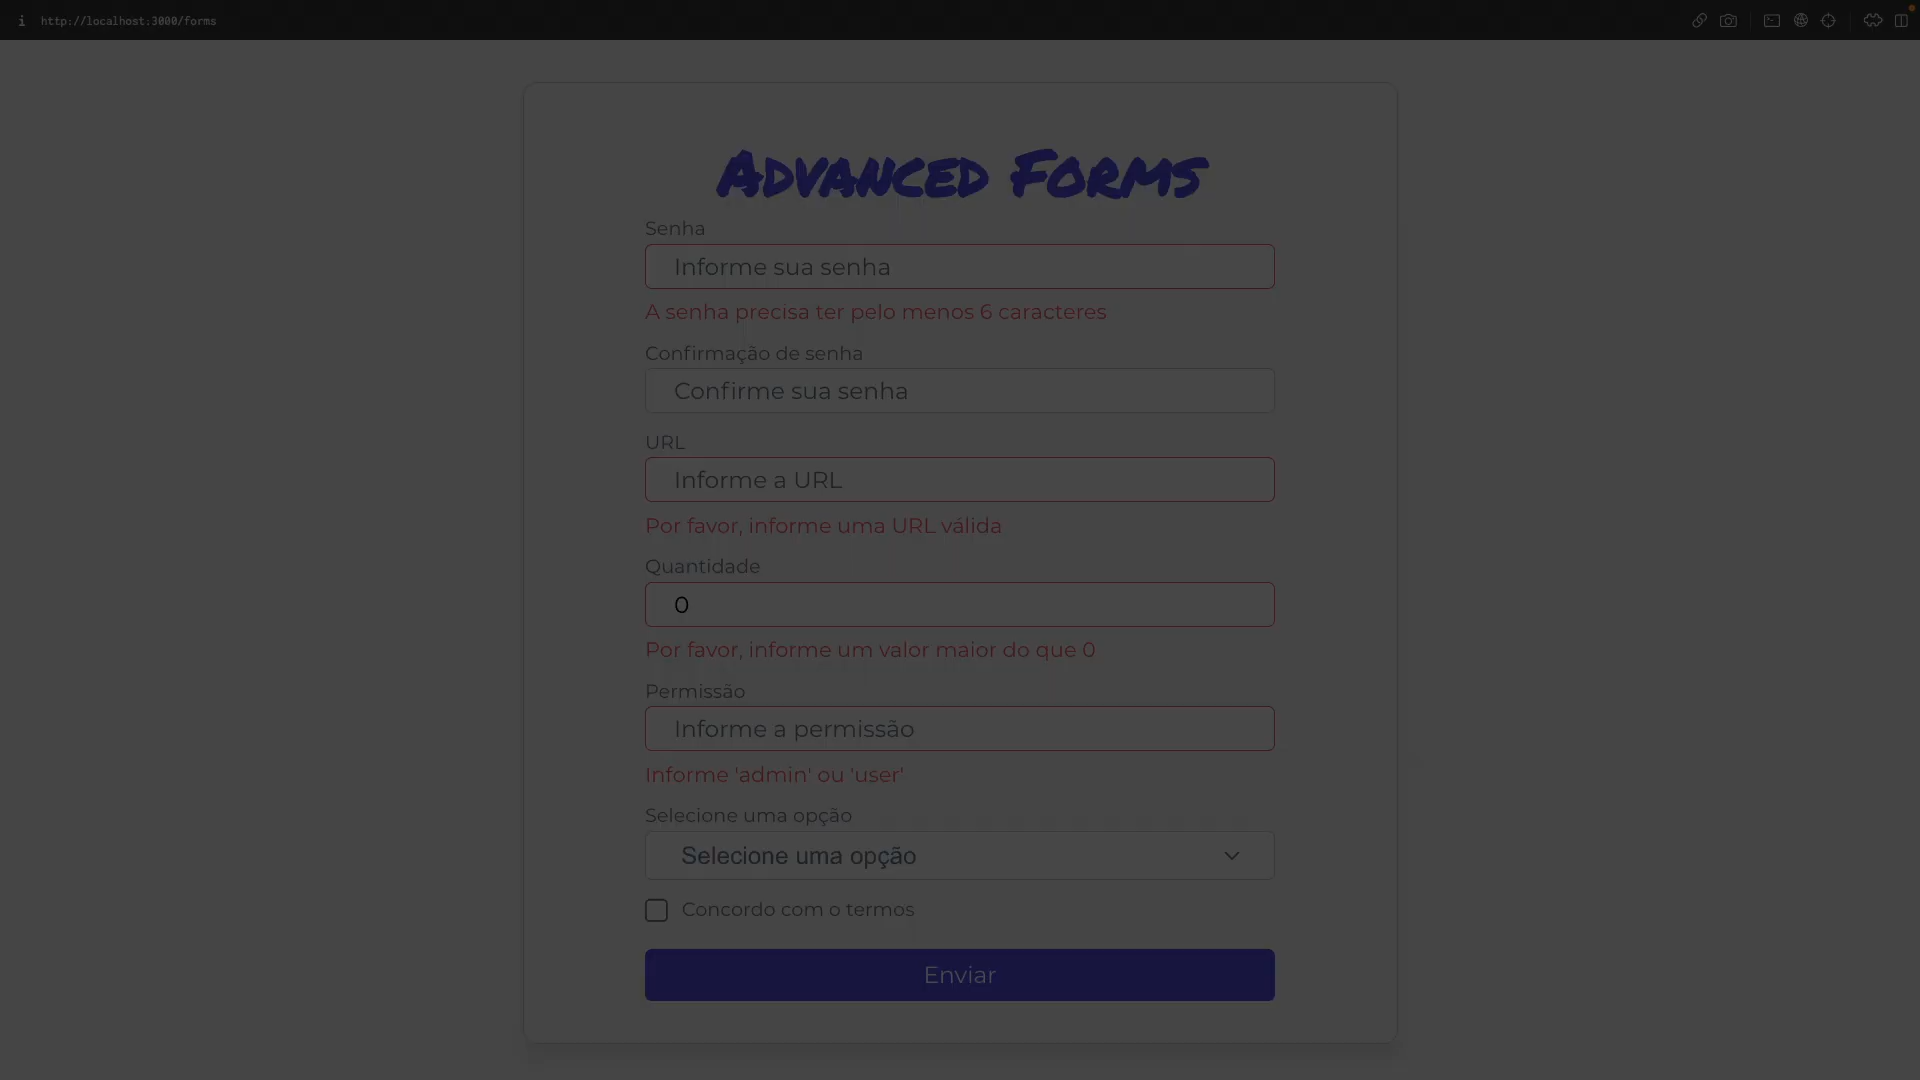 i http://localhost:3000/forms
Advanced Forms
Senha
Informe sua senha
A senha precisa ter pelo menos 6 caracteres
Confirmação de senha
Confirme sua senha
URL
Informe a URL
Por favor, informe uma URL válida
Quantidade
0
Por favor, informe um valor maior do que 0
Permissão
Informe a permissão
Informe 'admin' ou 'user'
Selecione uma opção
Selecione uma opção
Concordo com o termos
Enviar